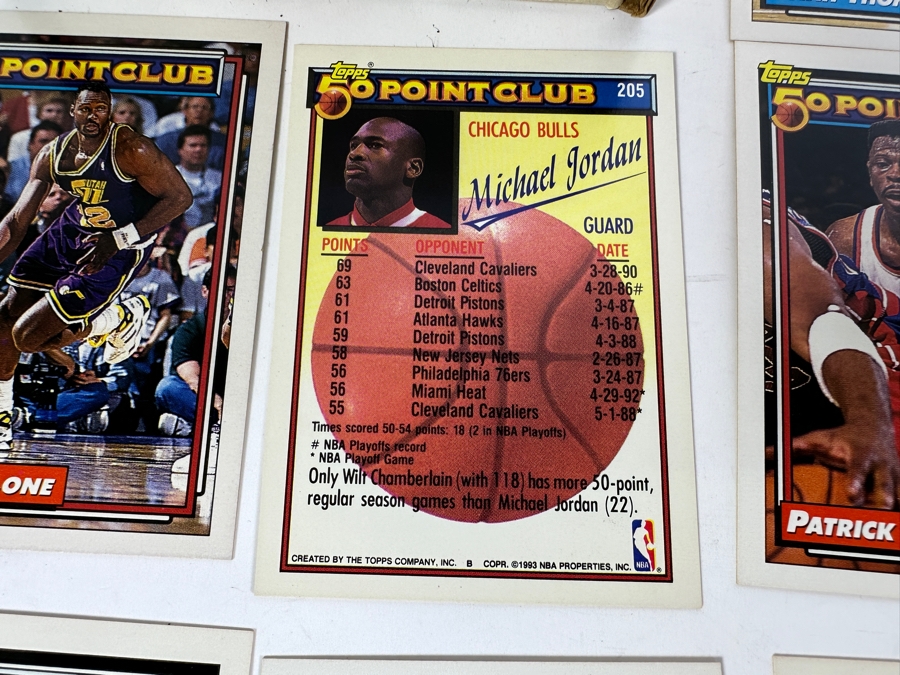 POINT CLUB
UTAH
ONE
Topps®
50 POINT CLUB 205
CHICAGO BULLS
Michael Jordan
GUARD
POINTS OPPONENT DATE
69 Cleveland Cavaliers 3-28-90
63 Boston Celtics 4-20-86#
61 Detroit Pistons 3-4-87
61 Atlanta Hawks 4-16-87
59 Detroit Pistons 4-3-88
58 New Jersey Nets 2-26-87
56 Philadelphia 76ers 3-24-87
56 Miami Heat 4-29-92*
55 Cleveland Cavaliers 5-1-88*
Times scored 50-54 points: 18 (2 in NBA Playoffs)
# NBA Playoffs record
* NBA Playoff Game
Only Wilt Chamberlain (with 118) has more 50-point,
regular season games than Michael Jordan (22).
NBA®
CREATED BY THE TOPPS COMPANY, INC. B COPR. ©1993 NBA PROPERTIES, INC.
Topps
50 POI
PATRICK